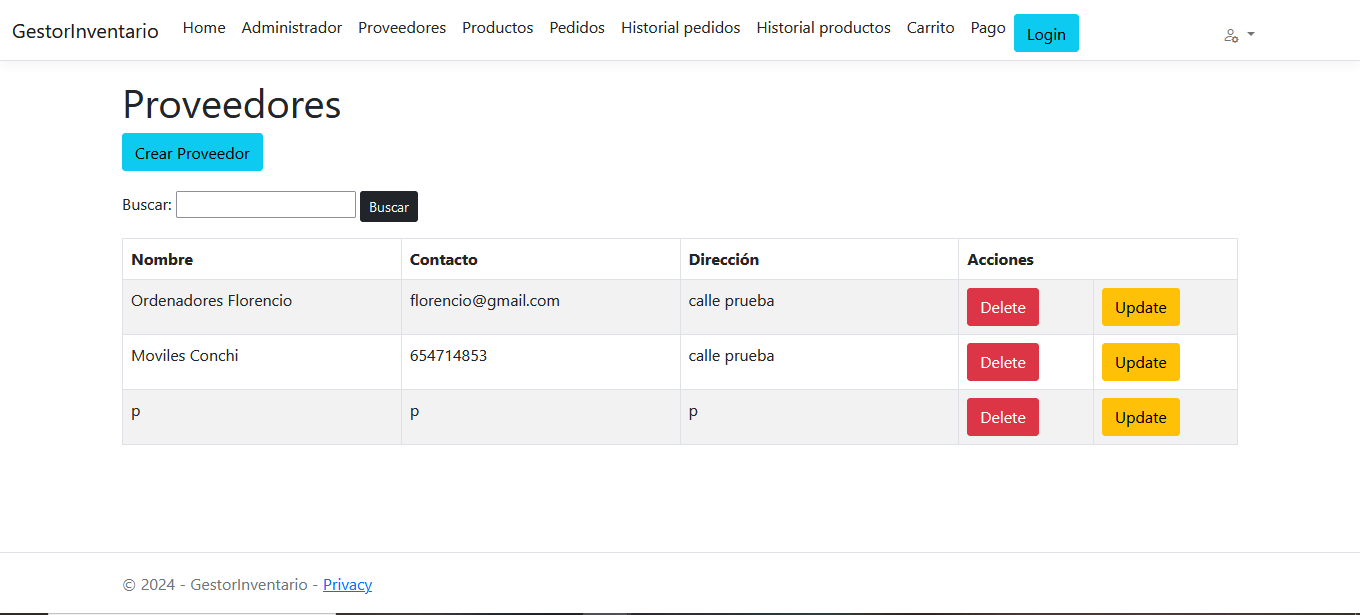 GestorInventario Home Administrador Proveedores Productos Pedidos Historial pedidos Historial productos Carrito Pago Login
Proveedores
Crear Proveedor
Buscar: Buscar
Nombre Contacto Dirección Acciones
Ordenadores Florencio florencio@gmail.com calle prueba Delete Update
Moviles Conchi 654714853 calle prueba Delete Update
p p p Delete Update
© 2024 - GestorInventario - Privacy